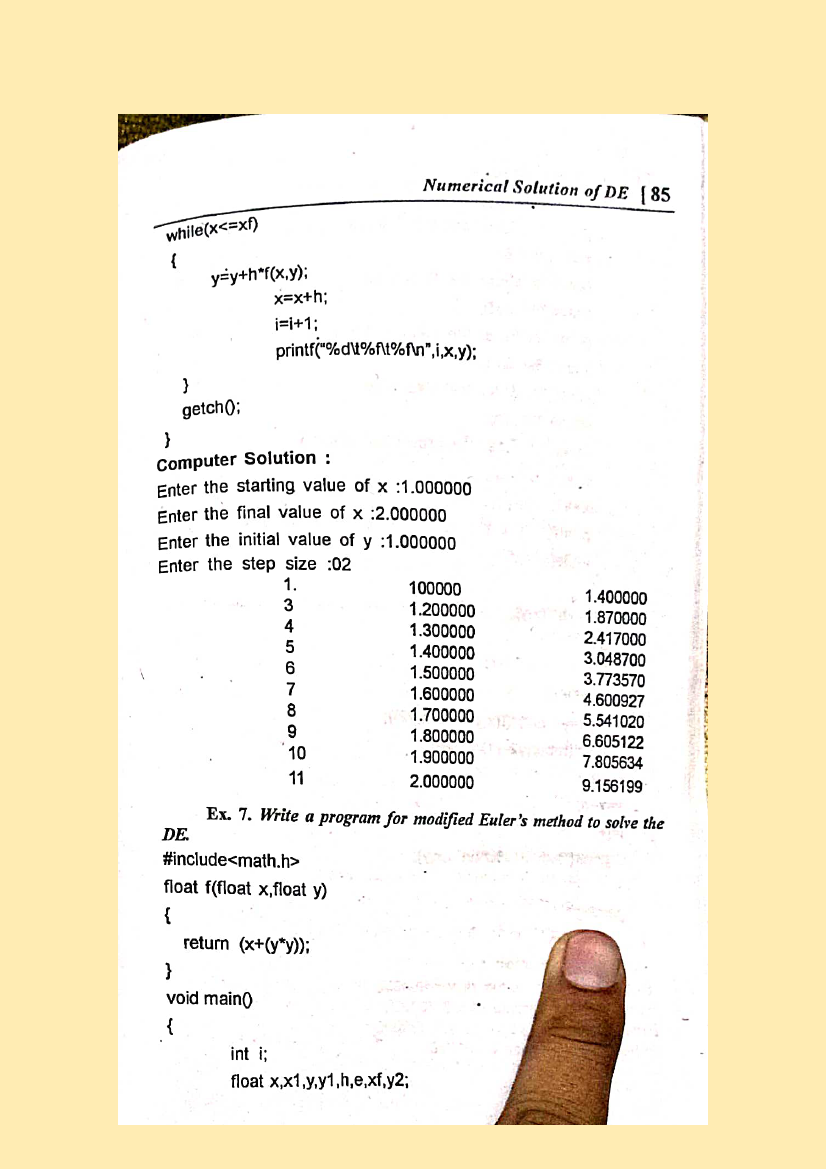 Numerical Solution of DE [ 85
while(x<=xf)
{
y=y+h*f(x,y);
x=x+h;
i=i+1;
printf("%d\t%f\t%f\n",i,x,y);
}
getch();
}
Computer Solution :
Enter the starting value of x :1.000000
Enter the final value of x :2.000000
Enter the initial value of y :1.000000
Enter the step size :02
1. 100000 1.400000
3 1.200000 1.870000
4 1.300000 2.417000
5 1.400000 3.048700
6 1.500000 3.773570
7 1.600000 4.600927
8 1.700000 5.541020
9 1.800000 6.605122
10 1.900000 7.805634
11 2.000000 9.156199
Ex. 7. Write a program for modified Euler's method to solve the
DE.
#include<math.h>
float f(float x,float y)
{
return (x+(y*y));
}
void main()
{
int i;
float x,x1,y,y1,h,e,xf,y2;